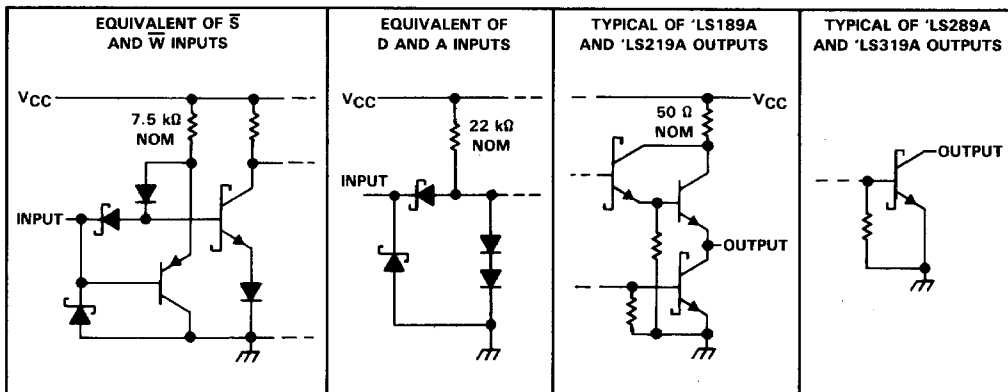 EQUIVALENT OF S̅
AND W̅ INPUTS
VCC
7.5 kΩ
NOM
INPUT
EQUIVALENT OF
D AND A INPUTS
VCC
22 kΩ
NOM
INPUT
TYPICAL OF 'LS189A
AND 'LS219A OUTPUTS
50 Ω
NOM
VCC
OUTPUT
TYPICAL OF 'LS289A
AND 'LS319A OUTPUTS
OUTPUT